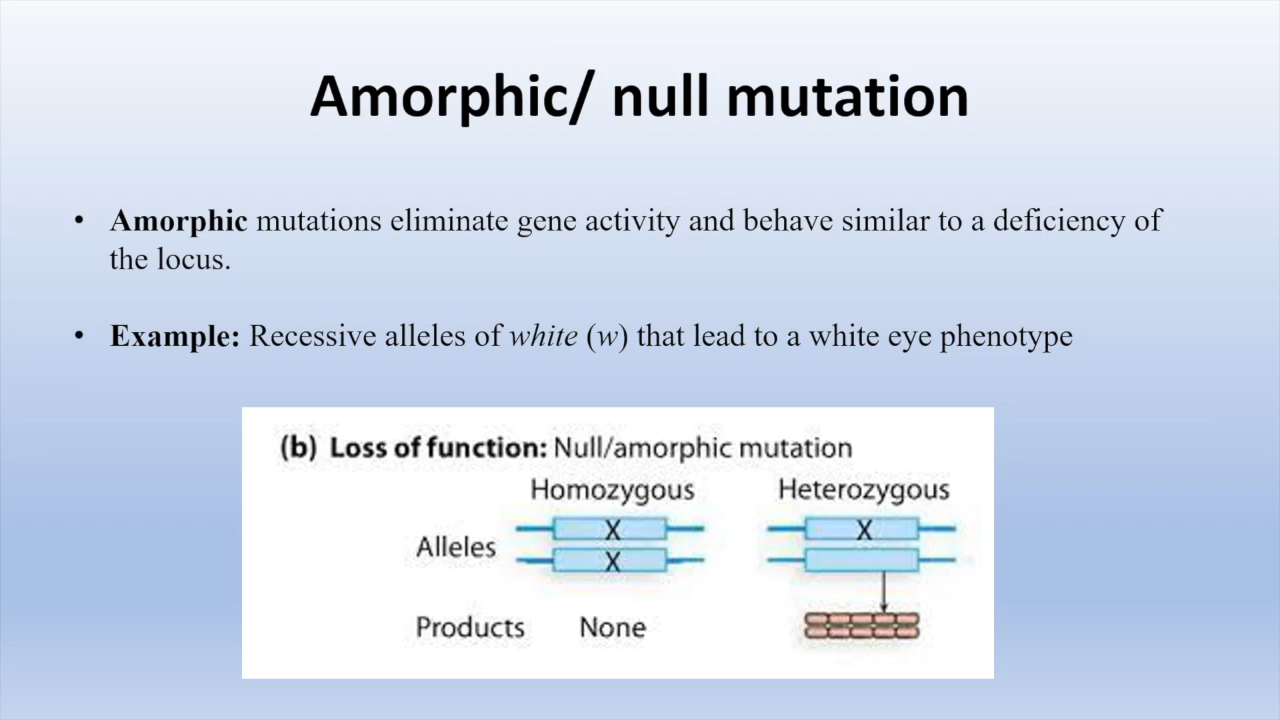 Amorphic/ null mutation
• Amorphic mutations eliminate gene activity and behave similar to a deficiency of
the locus.
• Example: Recessive alleles of white (w) that lead to a white eye phenotype
(b) Loss of function: Null/amorphic mutation
Homozygous Heterozygous
Alleles X X
X
Products None